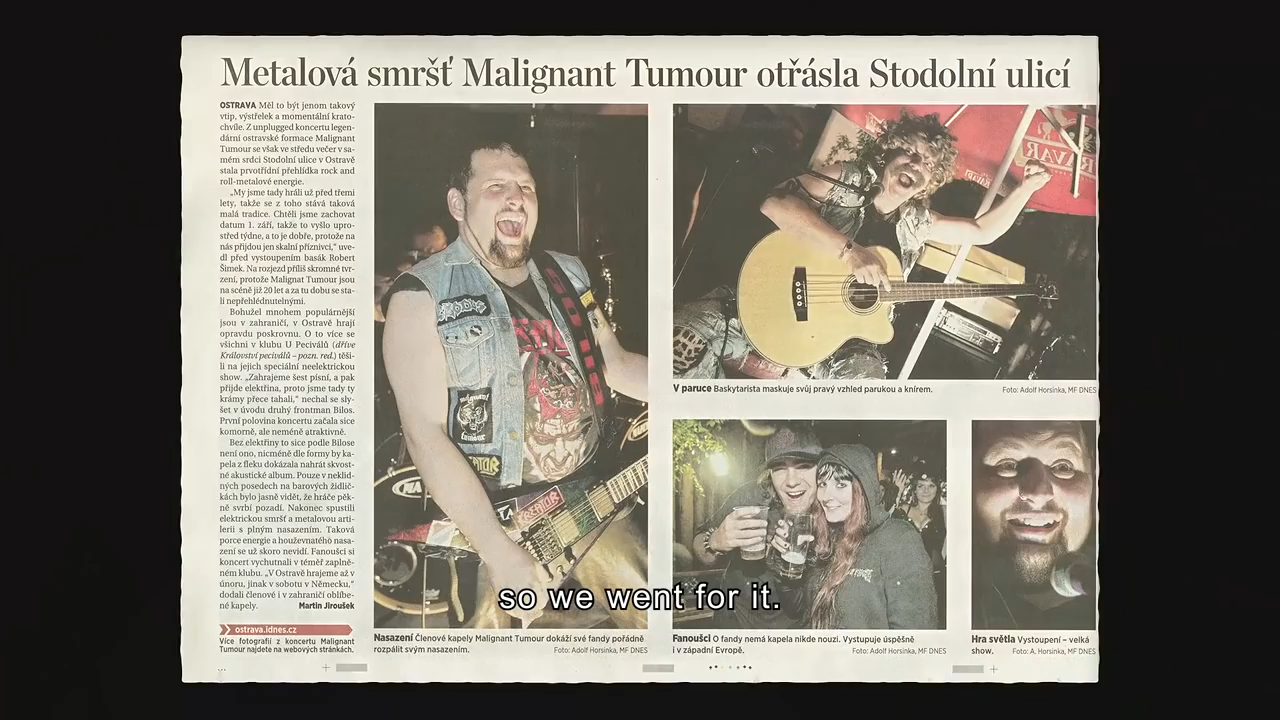 Metalová smršť Malignant Tumour otřásla Stodolní ulicí
OSTRAVA Měl to být jenom takový
vtip, výstřelek a momentální krato-
chvíle. Z unplugged koncertu legen-
dární ostravské formace Malignant
Tumour se však ve středu večer v sa-
mém srdci Stodolní ulice v Ostravě
stala prvotřídní přehlídka rock and
roll-metalové energie.
„My jsme tady hráli už před třemi
lety, takže se z toho stává taková
malá tradice. Chtěli jsme zachovat
datum 1. září, takže to vyšlo upro-
střed týdne, a to je dobře, protože na
nás přijdou jen skalní příznivci,“ uve-
dl před vystoupením basák Robert
Šimek. Na rozjezd příliš skromné tvr-
zení, protože Malignat Tumour jsou
na scéně již 20 let a za tu dobu se sta-
li nepřehlédnutelnými.
Bohužel mnohem populárnější
jsou v zahraničí, v Ostravě hrají
opravdu poskrovnu. O to více se
všichni v klubu U Peciválů (dříve
Království peciválů – pozn. red.) těši-
li na jejich speciální neelektrickou
show. „Zahrajeme šest písní, a pak
přijde elektřina, proto jsme tady ty
krámy přece tahali,“ nechal se sly-
šet v úvodu druhý frontman Bilos.
První polovina koncertu začala sice
komorně, ale neméně atraktivně.
Bez elektřiny to sice podle Bilose
není ono, nicméně dle formy by ka-
pela z fleku dokázala nahrát skvost-
né akustické album. Pouze v neklid-
ných posedech na barových židlič-
kách bylo jasně vidět, že hráče pěk-
ně svrbí pozadí. Nakonec spustili
elektrickou smršť a metalovou arti-
lerii s plným nasazením. Taková
porce energie a houževnatého nasa-
zení se už skoro nevidí. Fanoušci si
koncert vychutnali v téměř zaplně-
ném klubu. „V Ostravě hrajeme až v
únoru, jinak v sobotu v Německu,“
dodali členové i v zahraničí oblíbe-
né kapely. Martin Jiroušek
ostrava.idnes.cz
Více fotografií z koncertu Malignant
Tumour najdete na webových stránkách.
KREATOR
Nasazení Členové kapely Malignant Tumour dokáží své fandy pořádně
rozpálit svým nasazením. Foto: Adolf Horsinka, MF DNES
V paruce Baskytarista maskuje svůj pravý vzhled parukou a knírem. Foto: Adolf Horsinka, MF DNES
Fanoušci O fandy nemá kapela nikde nouzi. Vystupuje úspěšně
i v západní Evropě. Foto: Adolf Horsinka, MF DNES
Hra světla Vystoupení – velká
show. Foto: A. Horsinka, MF DNES
so we went for it.